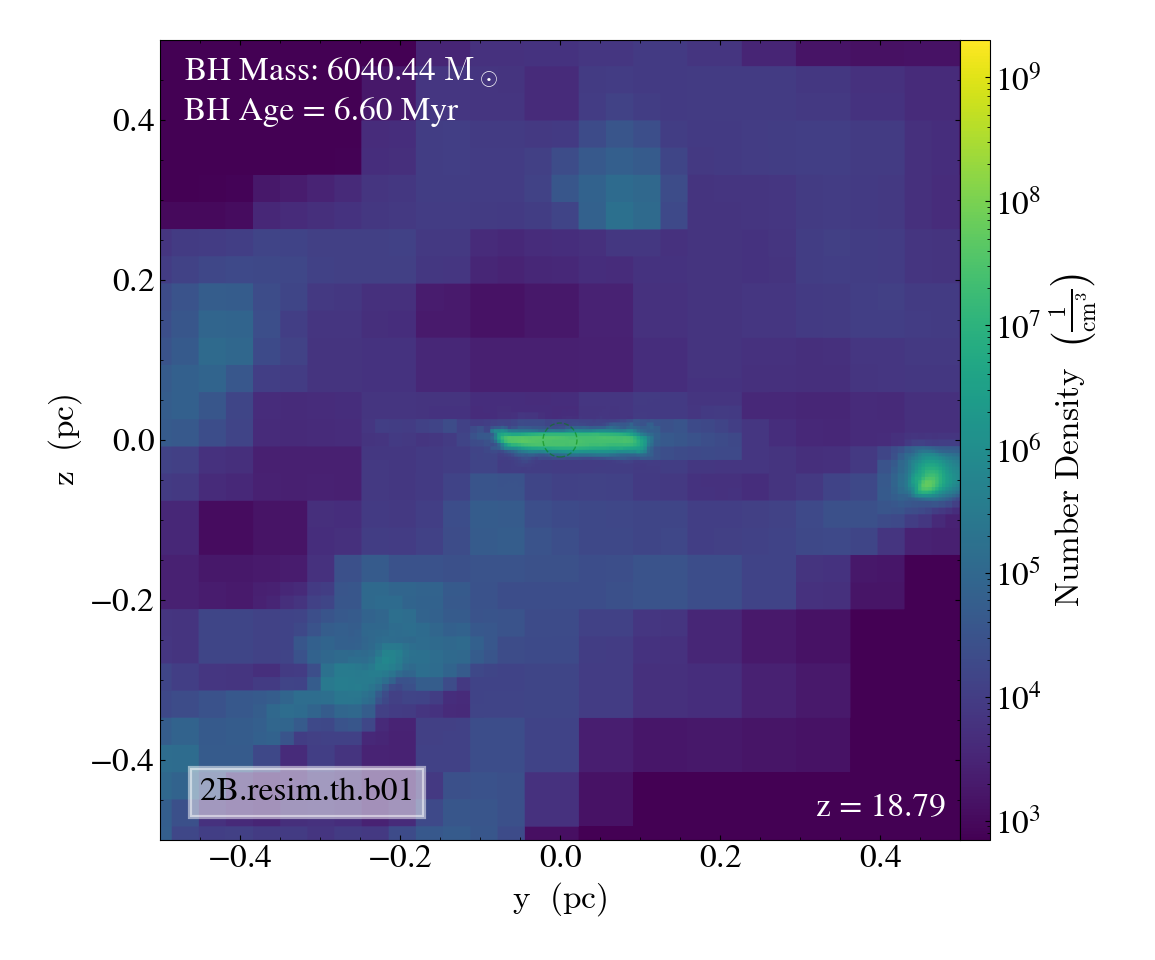 BH Mass: 6040.44 M☉
BH Age = 6.60 Myr
0.4
0.2
0.0
−0.2
−0.4
z (pc)
2B.resim.th.b01
z = 18.79
−0.4 −0.2 0.0 0.2 0.4
y (pc)
10⁹
10⁸
10⁷
10⁶
10⁵
10⁴
10³
Number Density (1/cm³)